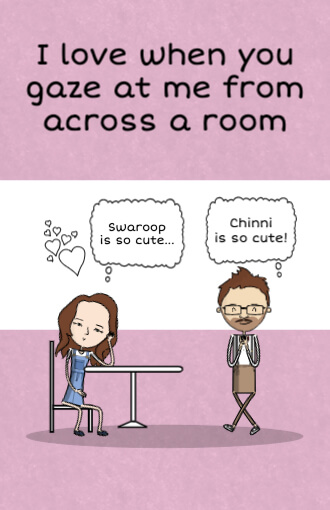 I love when you
gaze at me from
across a room
Swaroop
is so cute...
Chinni
is so cute!